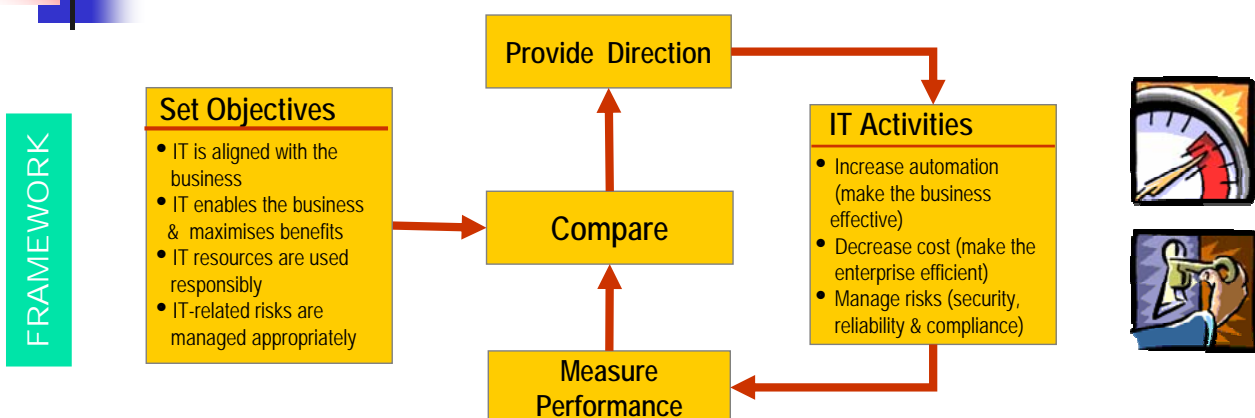 FRAMEWORK
Set Objectives
• IT is aligned with the
business
• IT enables the business
& maximises benefits
• IT resources are used
responsibly
• IT-related risks are
managed appropriately
Provide Direction
Compare
Measure
Performance
IT Activities
• Increase automation
(make the business
effective)
• Decrease cost (make the
enterprise efficient)
• Manage risks (security,
reliability & compliance)